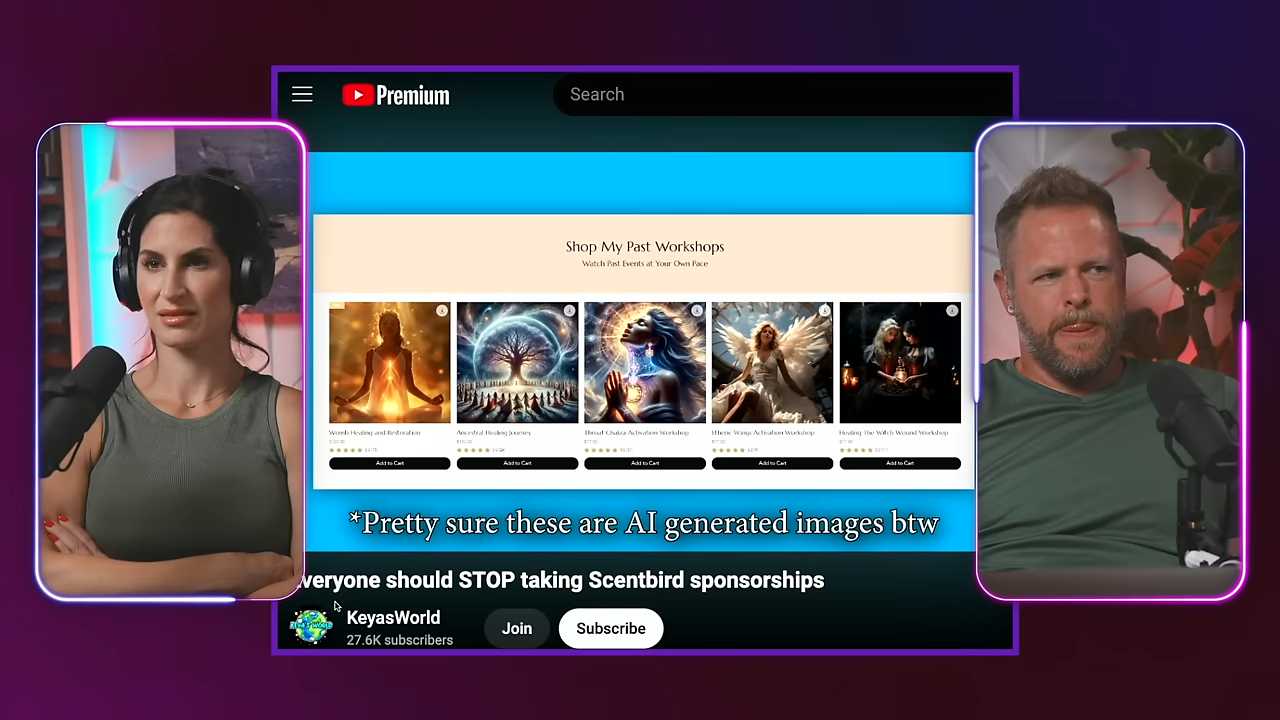 Premium
Search
Shop My Past Workshops
Watch Past Events at Your Own Pace
Womb Healing and Restoration
Ancestral Healing Journey
Throat Chakra Activation Workshop
Etheric Wings Activation Workshop
Healing The Witch Wound Workshop
Add to Cart
Add to Cart
Add to Cart
Add to Cart
Add to Cart
*Pretty sure these are AI generated images btw
veryone should STOP taking Scentbird sponsorships
KeyasWorld
27.6K subscribers
Join
Subscribe